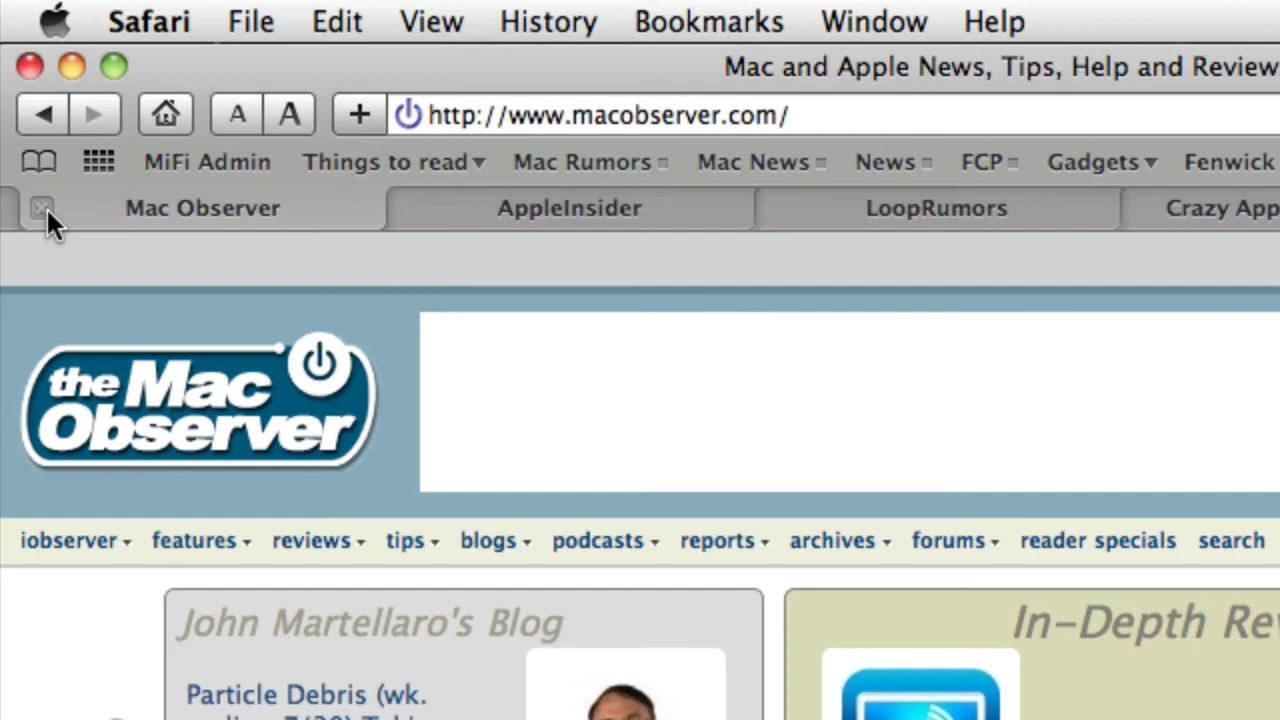 Safari File Edit View History Bookmarks Window Help
Mac and Apple News, Tips, Help and Review
A A + http://www.macobserver.com/
MiFi Admin Things to read Mac Rumors Mac News News FCP Gadgets Fenwick
Mac Observer AppleInsider LoopRumors Crazy App
the Mac
Observer
iobserver features reviews tips blogs podcasts reports archives forums reader specials search
John Martellaro's Blog
In-Depth Rev
Particle Debris (wk.